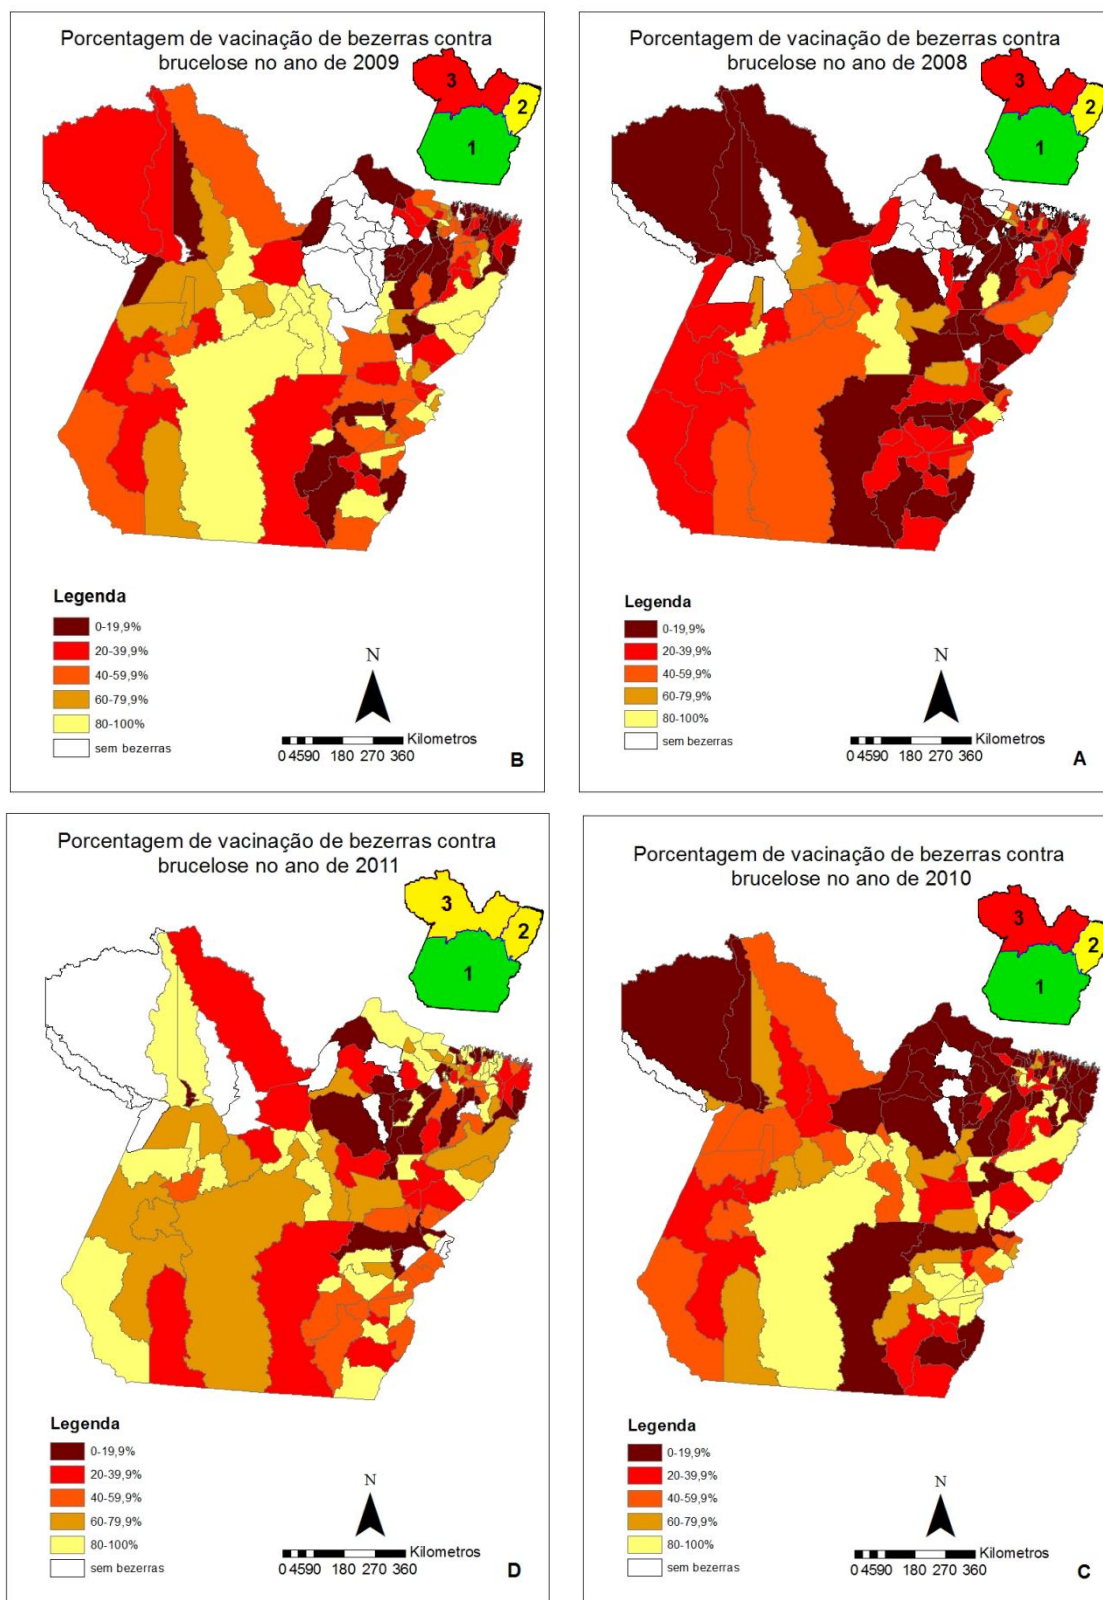 Porcentagem de vacinação de bezerras contra
brucelose no ano de 2009
3
2
1
Legenda
0-19,9%
20-39,9%
40-59,9%
60-79,9%
80-100%
sem bezerras
N
Kilometros
0 4590 180 270 360
B
Porcentagem de vacinação de bezerras contra
brucelose no ano de 2008
3
2
1
Legenda
0-19,9%
20-39,9%
40-59,9%
60-79,9%
80-100%
sem bezerras
N
Kilometros
0 4590 180 270 360
A
Porcentagem de vacinação de bezerras contra
brucelose no ano de 2011
3
2
1
Legenda
0-19,9%
20-39,9%
40-59,9%
60-79,9%
80-100%
sem bezerras
N
Kilometros
0 4590 180 270 360
D
Porcentagem de vacinação de bezerras contra
brucelose no ano de 2010
3
2
1
Legenda
0-19,9%
20-39,9%
40-59,9%
60-79,9%
80-100%
sem bezerras
N
Kilometros
0 4590 180 270 360
C